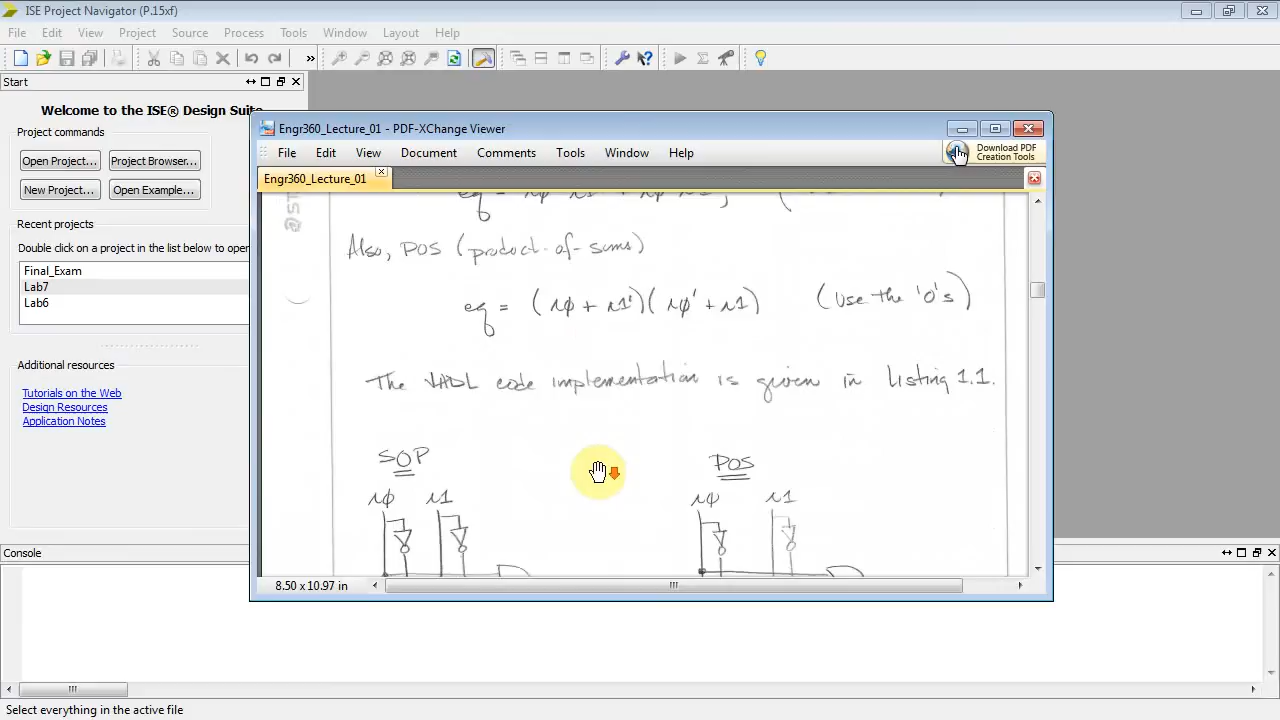 ISE Project Navigator (P.15xf)
File Edit View Project Source Process Tools Window Layout Help
Start
Welcome to the ISE® Design Suite
Project commands
Open Project... Project Browser...
New Project... Open Example...
Recent projects
Double click on a project in the list below to open
Final_Exam
Lab7
Lab6
Additional resources
Tutorials on the Web
Design Resources
Application Notes
Engr360_Lecture_01 - PDF-XChange Viewer
File Edit View Document Comments Tools Window Help
Download PDF
Creation Tools
Engr360_Lecture_01
Also, POS (product-of-sums)
eq = (iφ + i1')(iφ' + i1) (use the '0's)
The VHDL code implementation is given in listing 1.1.
SOP POS
iφ i1 iφ i1
8.50 x 10.97 in
Console
Select everything in the active file